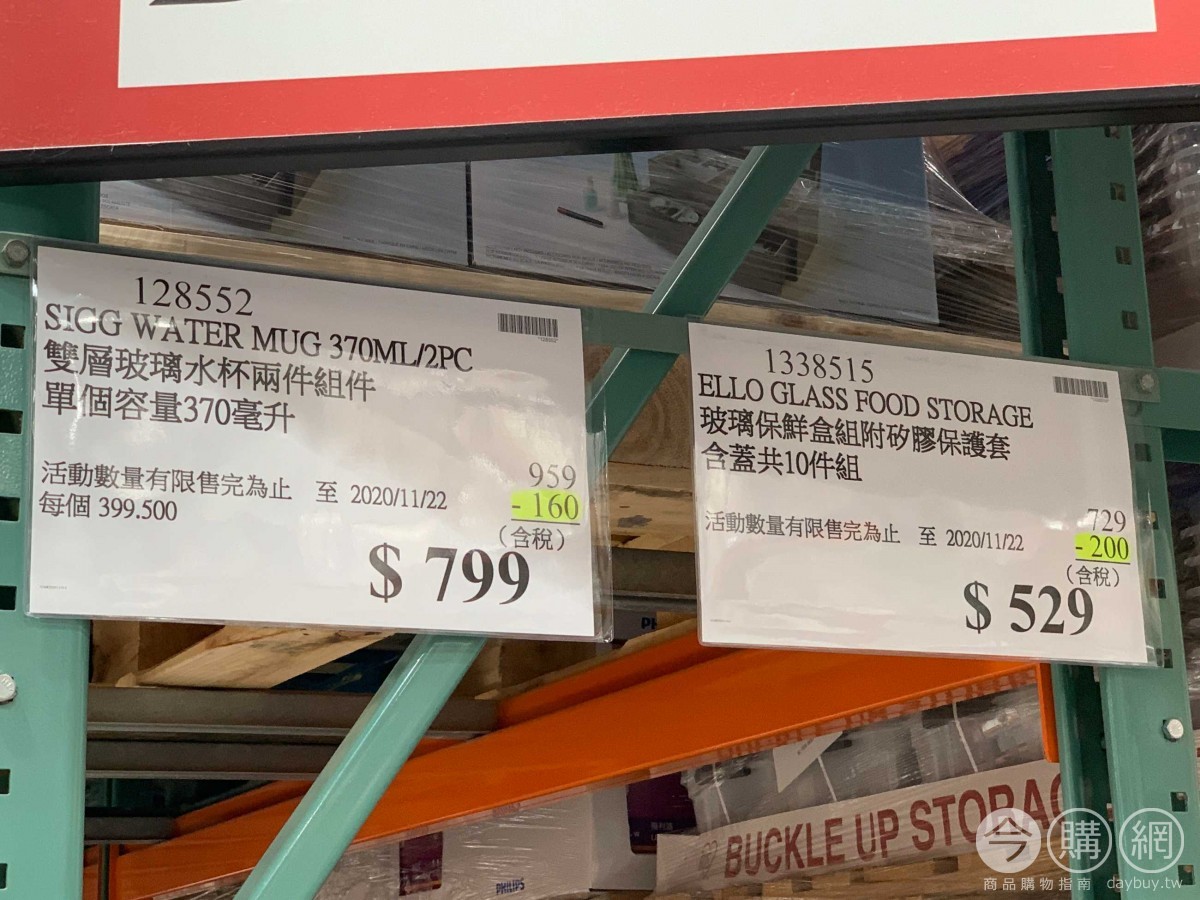 128552
SIGG WATER MUG 370ML/2PC
雙層玻璃水杯兩件組件
單個容量370毫升
活動數量有限售完為止 至 2020/11/22
每個 399.500
959
- 160
(含稅)
$ 799
1338515
ELLO GLASS FOOD STORAGE
玻璃保鮮盒組附矽膠保護套
含蓋共10件組
活動數量有限售完為止 至 2020/11/22
729
- 200
(含稅)
$ 529
BUCKLE UP STORAG
PHILIPS
今購網
商品購物指南 daybuy.tw